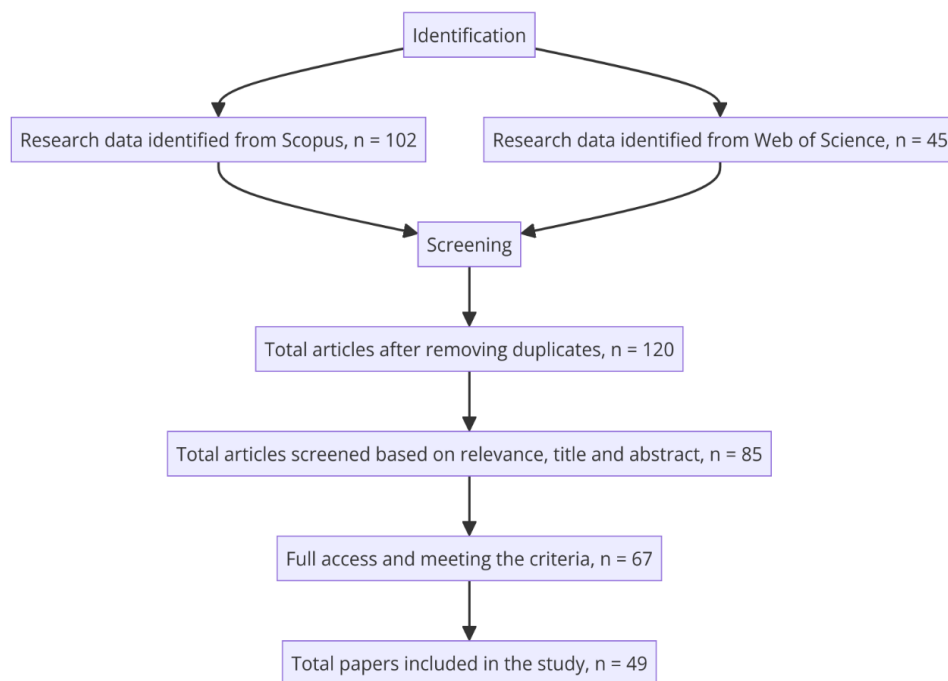 Identification
Research data identified from Scopus, n = 102
Research data identified from Web of Science, n = 45
Screening
Total articles after removing duplicates, n = 120
Total articles screened based on relevance, title and abstract, n = 85
Full access and meeting the criteria, n = 67
Total papers included in the study, n = 49